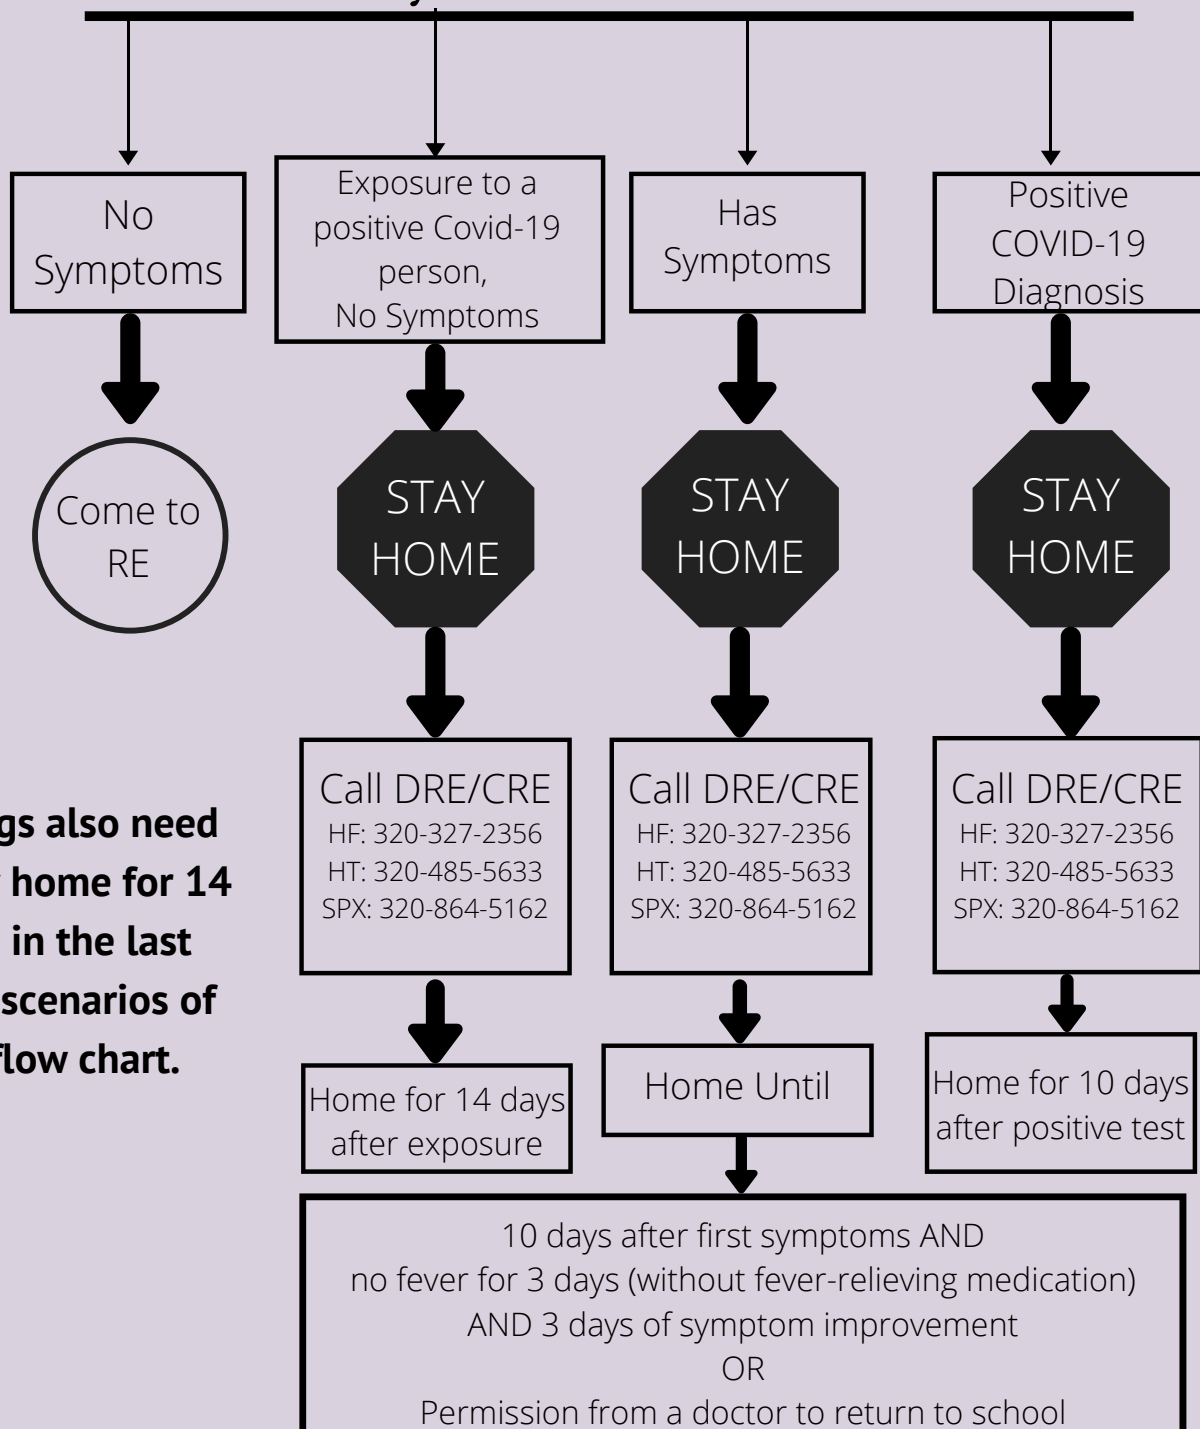 No
Symptoms
Exposure to a
positive Covid-19
person,
No Symptoms
Has
Symptoms
Positive
COVID-19
Diagnosis
Come to
RE
STAY
HOME
STAY
HOME
STAY
HOME
gs also need
home for 14
in the last
scenarios of
flow chart.
Call DRE/CRE
HF: 320-327-2356
HT: 320-485-5633
SPX: 320-864-5162
Call DRE/CRE
HF: 320-327-2356
HT: 320-485-5633
SPX: 320-864-5162
Call DRE/CRE
HF: 320-327-2356
HT: 320-485-5633
SPX: 320-864-5162
Home for 14 days
after exposure
Home Until
Home for 10 days
after positive test
10 days after first symptoms AND
no fever for 3 days (without fever-relieving medication)
AND 3 days of symptom improvement
OR
Permission from a doctor to return to school